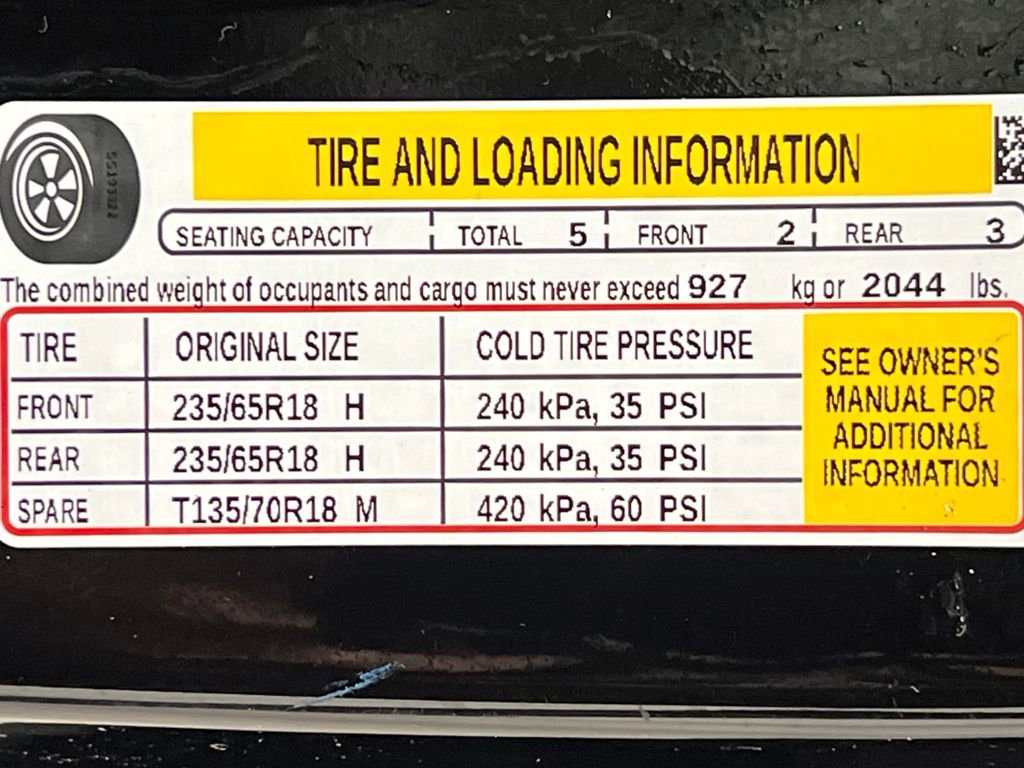 TIRE AND LOADING INFORMATION
SEATING CAPACITY TOTAL 5 FRONT 2 REAR 3
The combined weight of occupants and cargo must never exceed 927 kg or 2044 lbs.
TIRE ORIGINAL SIZE COLD TIRE PRESSURE
FRONT 235/65R18 H 240 kPa, 35 PSI
REAR 235/65R18 H 240 kPa, 35 PSI
SPARE T135/70R18 M 420 kPa, 60 PSI
SEE OWNER'S
MANUAL FOR
ADDITIONAL
INFORMATION